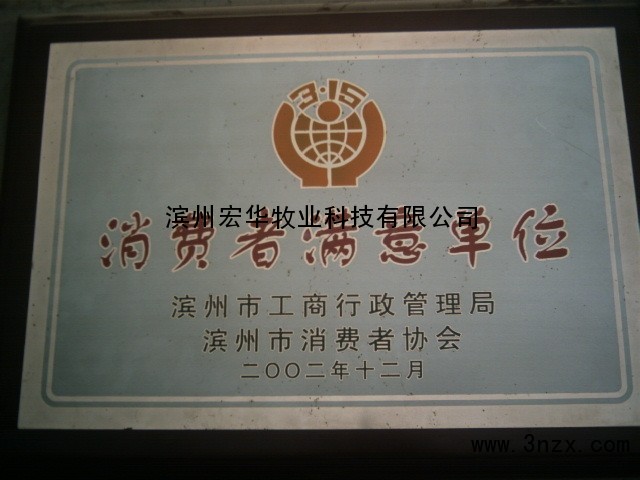 3·15
滨州宏华牧业科技有限公司
消费者满意单位
滨州市工商行政管理局
滨州市消费者协会
二〇〇二年十二月
www.3nzx.com